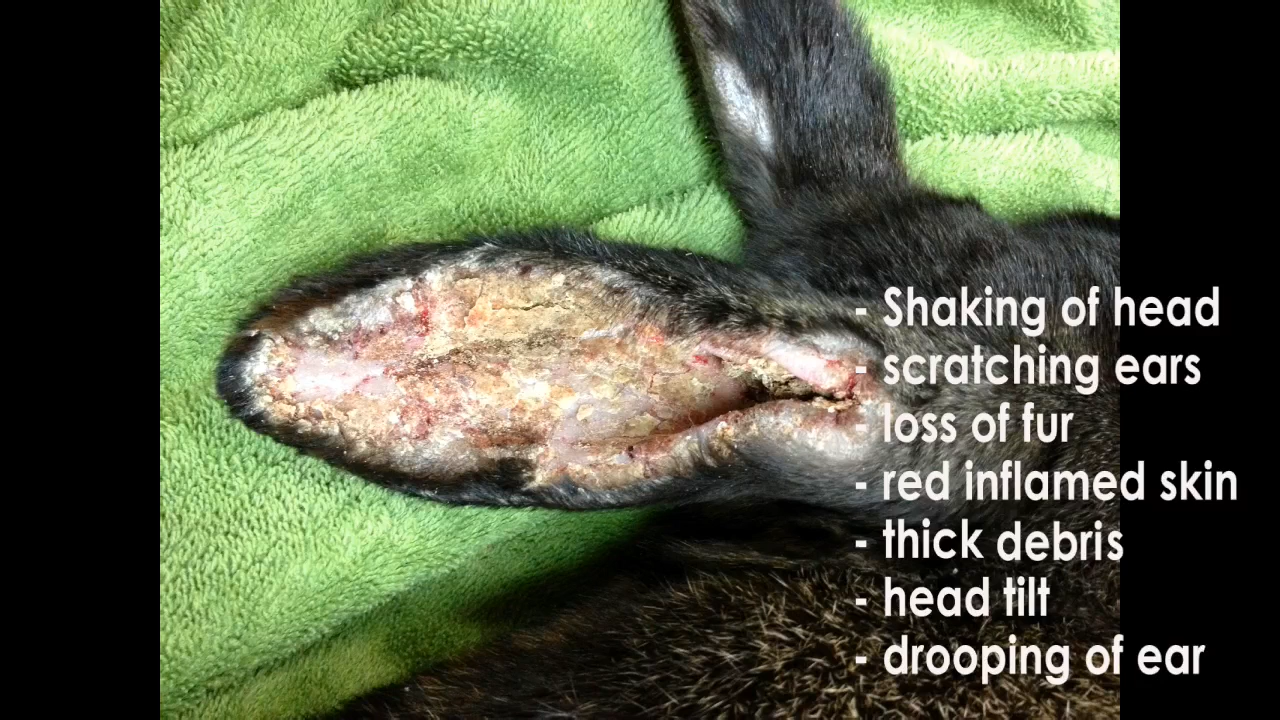 - Shaking of head
- scratching ears
- loss of fur
- red inflamed skin
- thick debris
- head tilt
- drooping of ear